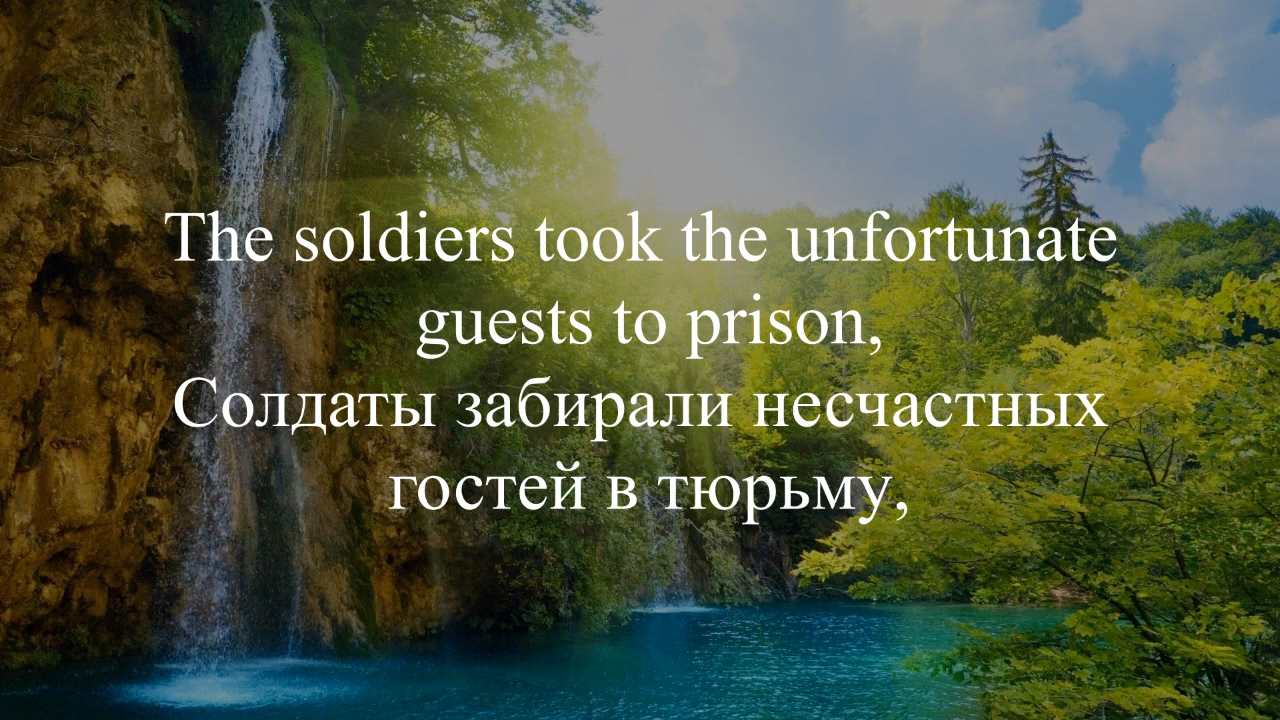 The soldiers took the unfortunate
guests to prison,
Солдаты забирали несчастных
гостей в тюрьму,